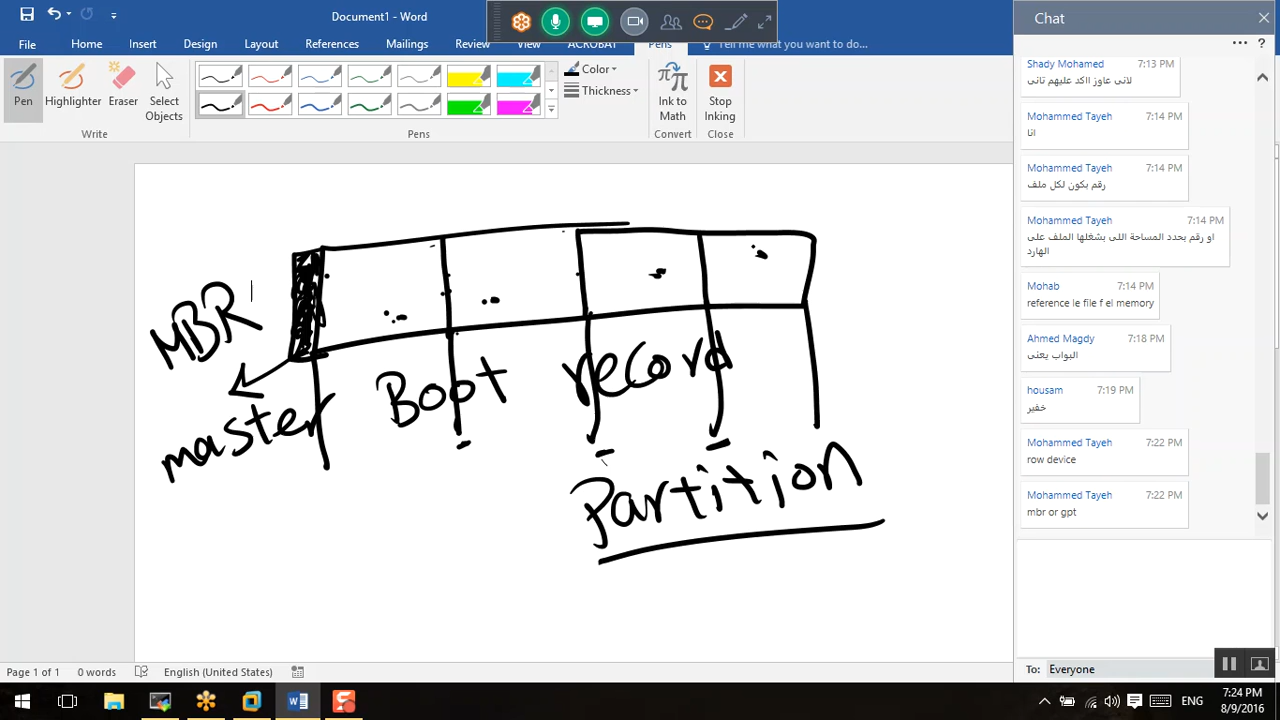 Document1 - Word
File
Home
Insert
Design
Layout
References
Mailings
Review
View
ACROBAT
Pens
Tell me what you want to do...
Pen
Highlighter
Eraser
Select Objects
Color
Thickness
Ink to Math
Stop Inking
Write
Pens
Convert
Close
MBR
master Boot record
Partition
Chat
Shady Mohamed 7:13 PM
لانى عاوز ااكد عليهم تانى
Mohammed Tayeh 7:14 PM
انا
Mohammed Tayeh 7:14 PM
رقم بكون لكل ملف
Mohammed Tayeh 7:14 PM
او رقم بحدد المساحة اللى بشغلها الملف على
الهارد
Mohab 7:14 PM
reference le file f el memory
Ahmed Magdy 7:18 PM
البواب يعنى
housam 7:19 PM
خفير
Mohammed Tayeh 7:22 PM
row device
Mohammed Tayeh 7:22 PM
mbr or gpt
To: Everyone
Page 1 of 1
0 words
English (United States)
ENG
7:24 PM
8/9/2016